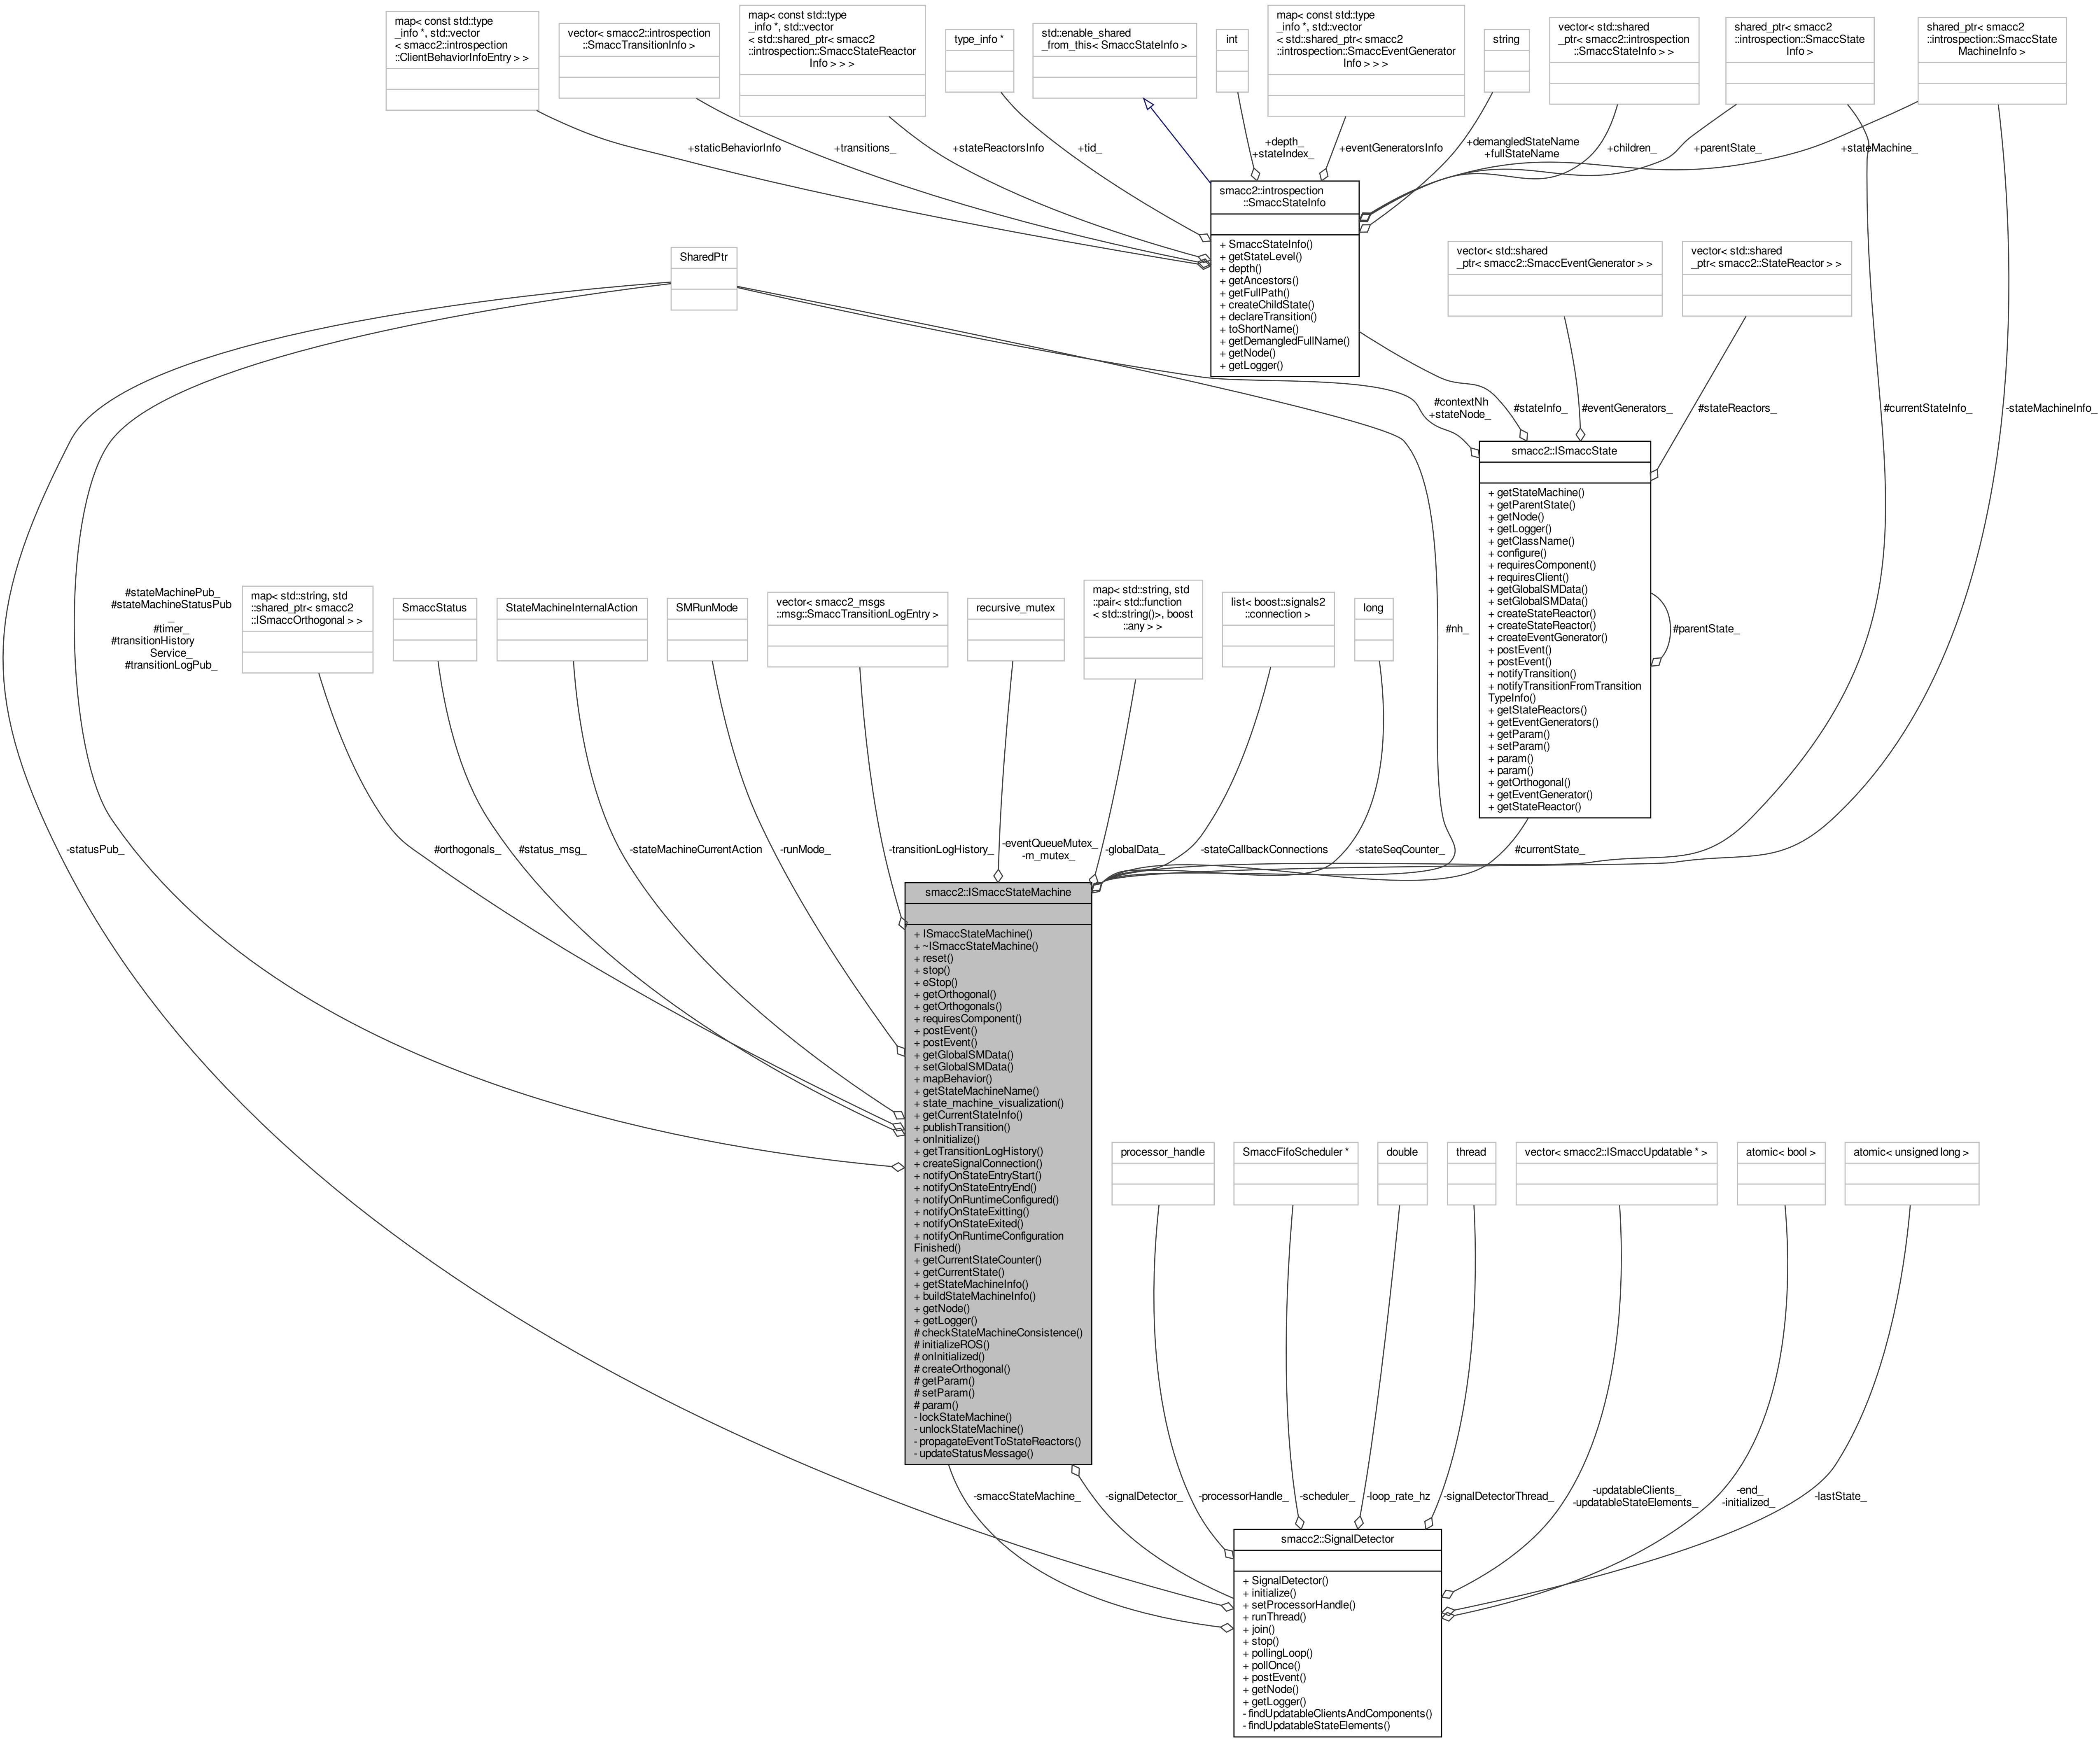 map< const std::type
_info *, std::vector
< smacc2::introspection
::ClientBehaviorInfoEntry > >
vector< smacc2::introspection
::SmaccTransitionInfo >
map< const std::type
_info *, std::vector
< std::shared_ptr< smacc2
::introspection::SmaccStateReactor
Info > > >
type_info *
std::enable_shared
_from_this< SmaccStateInfo >
int
map< const std::type
_info *, std::vector
< std::shared_ptr< smacc2
::introspection::SmaccEventGenerator
Info > > >
string
vector< std::shared
_ptr< smacc2::introspection
::SmaccStateInfo > >
shared_ptr< smacc2
::introspection::SmaccState
Info >
shared_ptr< smacc2
::introspection::SmaccState
MachineInfo >
+staticBehaviorInfo
+transitions_
+stateReactorsInfo
+tid_
+depth_
+stateIndex_
+eventGeneratorsInfo
+demangledStateName
+fullStateName
+children_
+parentState_
+stateMachine_
smacc2::introspection
::SmaccStateInfo
+ SmaccStateInfo()
+ getStateLevel()
+ depth()
+ getAncestors()
+ getFullPath()
+ createChildState()
+ declareTransition()
+ toShortName()
+ getDemangledFullName()
+ getNode()
+ getLogger()
SharedPtr
vector< std::shared
_ptr< smacc2::SmaccEventGenerator > >
vector< std::shared
_ptr< smacc2::StateReactor > >
#contextNh
+stateNode_
#stateInfo_
#eventGenerators_
#stateReactors_
#currentStateInfo_
-stateMachineInfo_
smacc2::ISmaccState
+ getStateMachine()
+ getParentState()
+ getNode()
+ getLogger()
+ getClassName()
+ configure()
+ requiresComponent()
+ requiresClient()
+ getGlobalSMData()
+ setGlobalSMData()
+ createStateReactor()
+ createStateReactor()
+ createEventGenerator()
+ postEvent()
+ postEvent()
+ notifyTransition()
+ notifyTransitionFromTransition
TypeInfo()
+ getStateReactors()
+ getEventGenerators()
+ getParam()
+ setParam()
+ param()
+ param()
+ getOrthogonal()
+ getEventGenerator()
+ getStateReactor()
#parentState_
#stateMachinePub_
#stateMachineStatusPub
_
#timer_
#transitionHistory
Service_
#transitionLogPub_
map< std::string, std
::shared_ptr< smacc2
::ISmaccOrthogonal > >
SmaccStatus
StateMachineInternalAction
SMRunMode
vector< smacc2_msgs
::msg::SmaccTransitionLogEntry >
recursive_mutex
map< std::string, std
::pair< std::function
< std::string()>, boost
::any > >
list< boost::signals2
::connection >
long
#nh_
-statusPub_
#orthogonals_
#status_msg_
-stateMachineCurrentAction
-runMode_
-transitionLogHistory_
-eventQueueMutex_
-m_mutex_
-globalData_
-stateCallbackConnections
-stateSeqCounter_
#currentState_
smacc2::ISmaccStateMachine
+ ISmaccStateMachine()
+ ~ISmaccStateMachine()
+ reset()
+ stop()
+ eStop()
+ getOrthogonal()
+ getOrthogonals()
+ requiresComponent()
+ postEvent()
+ postEvent()
+ getGlobalSMData()
+ setGlobalSMData()
+ mapBehavior()
+ getStateMachineName()
+ state_machine_visualization()
+ getCurrentStateInfo()
+ publishTransition()
+ onInitialize()
+ getTransitionLogHistory()
+ createSignalConnection()
+ notifyOnStateEntryStart()
+ notifyOnStateEntryEnd()
+ notifyOnRuntimeConfigured()
+ notifyOnStateExitting()
+ notifyOnStateExited()
+ notifyOnRuntimeConfiguration
Finished()
+ getCurrentStateCounter()
+ getCurrentState()
+ getStateMachineInfo()
+ buildStateMachineInfo()
+ getNode()
+ getLogger()
# checkStateMachineConsistence()
# initializeROS()
# onInitialized()
# createOrthogonal()
# getParam()
# setParam()
# param()
- lockStateMachine()
- unlockStateMachine()
- propagateEventToStateReactors()
- updateStatusMessage()
processor_handle
SmaccFifoScheduler *
double
thread
vector< smacc2::ISmaccUpdatable * >
atomic< bool >
atomic< unsigned long >
-smaccStateMachine_
-signalDetector_
-processorHandle_
-scheduler_
-loop_rate_hz
-signalDetectorThread_
-updatableClients_
-updatableStateElements_
-end_
-initialized_
-lastState_
smacc2::SignalDetector
+ SignalDetector()
+ initialize()
+ setProcessorHandle()
+ runThread()
+ join()
+ stop()
+ pollingLoop()
+ pollOnce()
+ postEvent()
+ getNode()
+ getLogger()
- findUpdatableClientsAndComponents()
- findUpdatableStateElements()